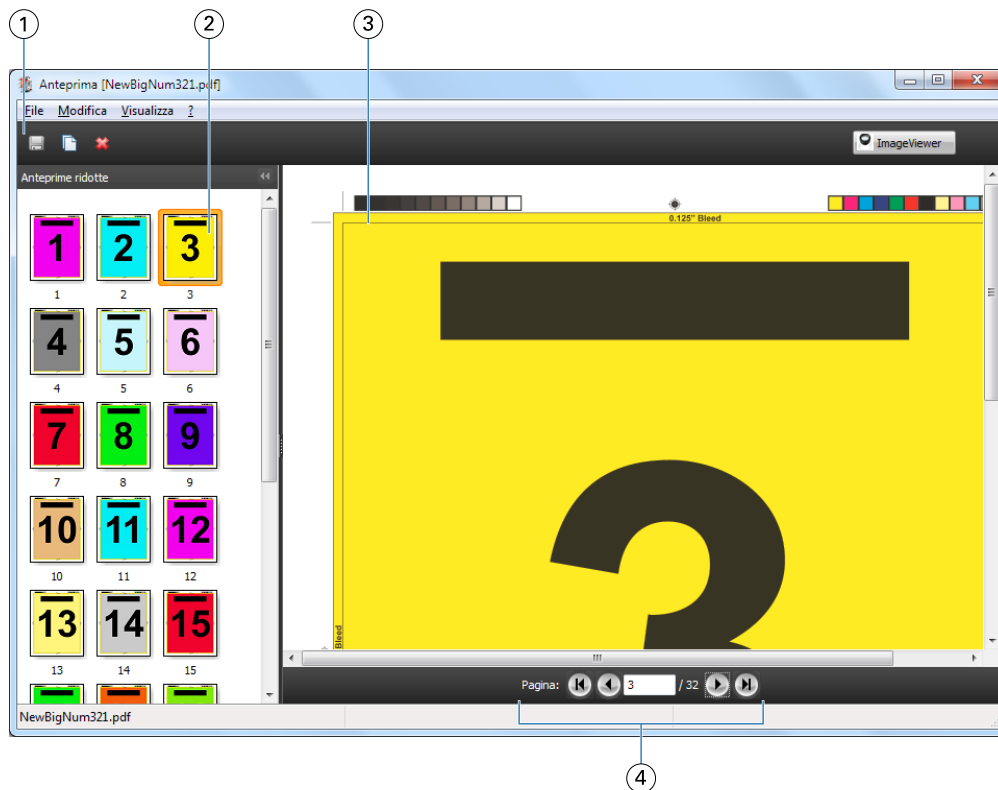 1 2 3
Anteprima [NewBigNum321.pdf]
File Modifica Visualizza ?
ImageViewer
Anteprime ridotte
0.125" Bleed
1 2 3
1 2 3
4 5 6
4 5 6
7 8 9
7 8 9
10 11 12
10 11 12
13 14 15
13 14 15
3
Bleed
Pagina: 3 / 32
NewBigNum321.pdf
4